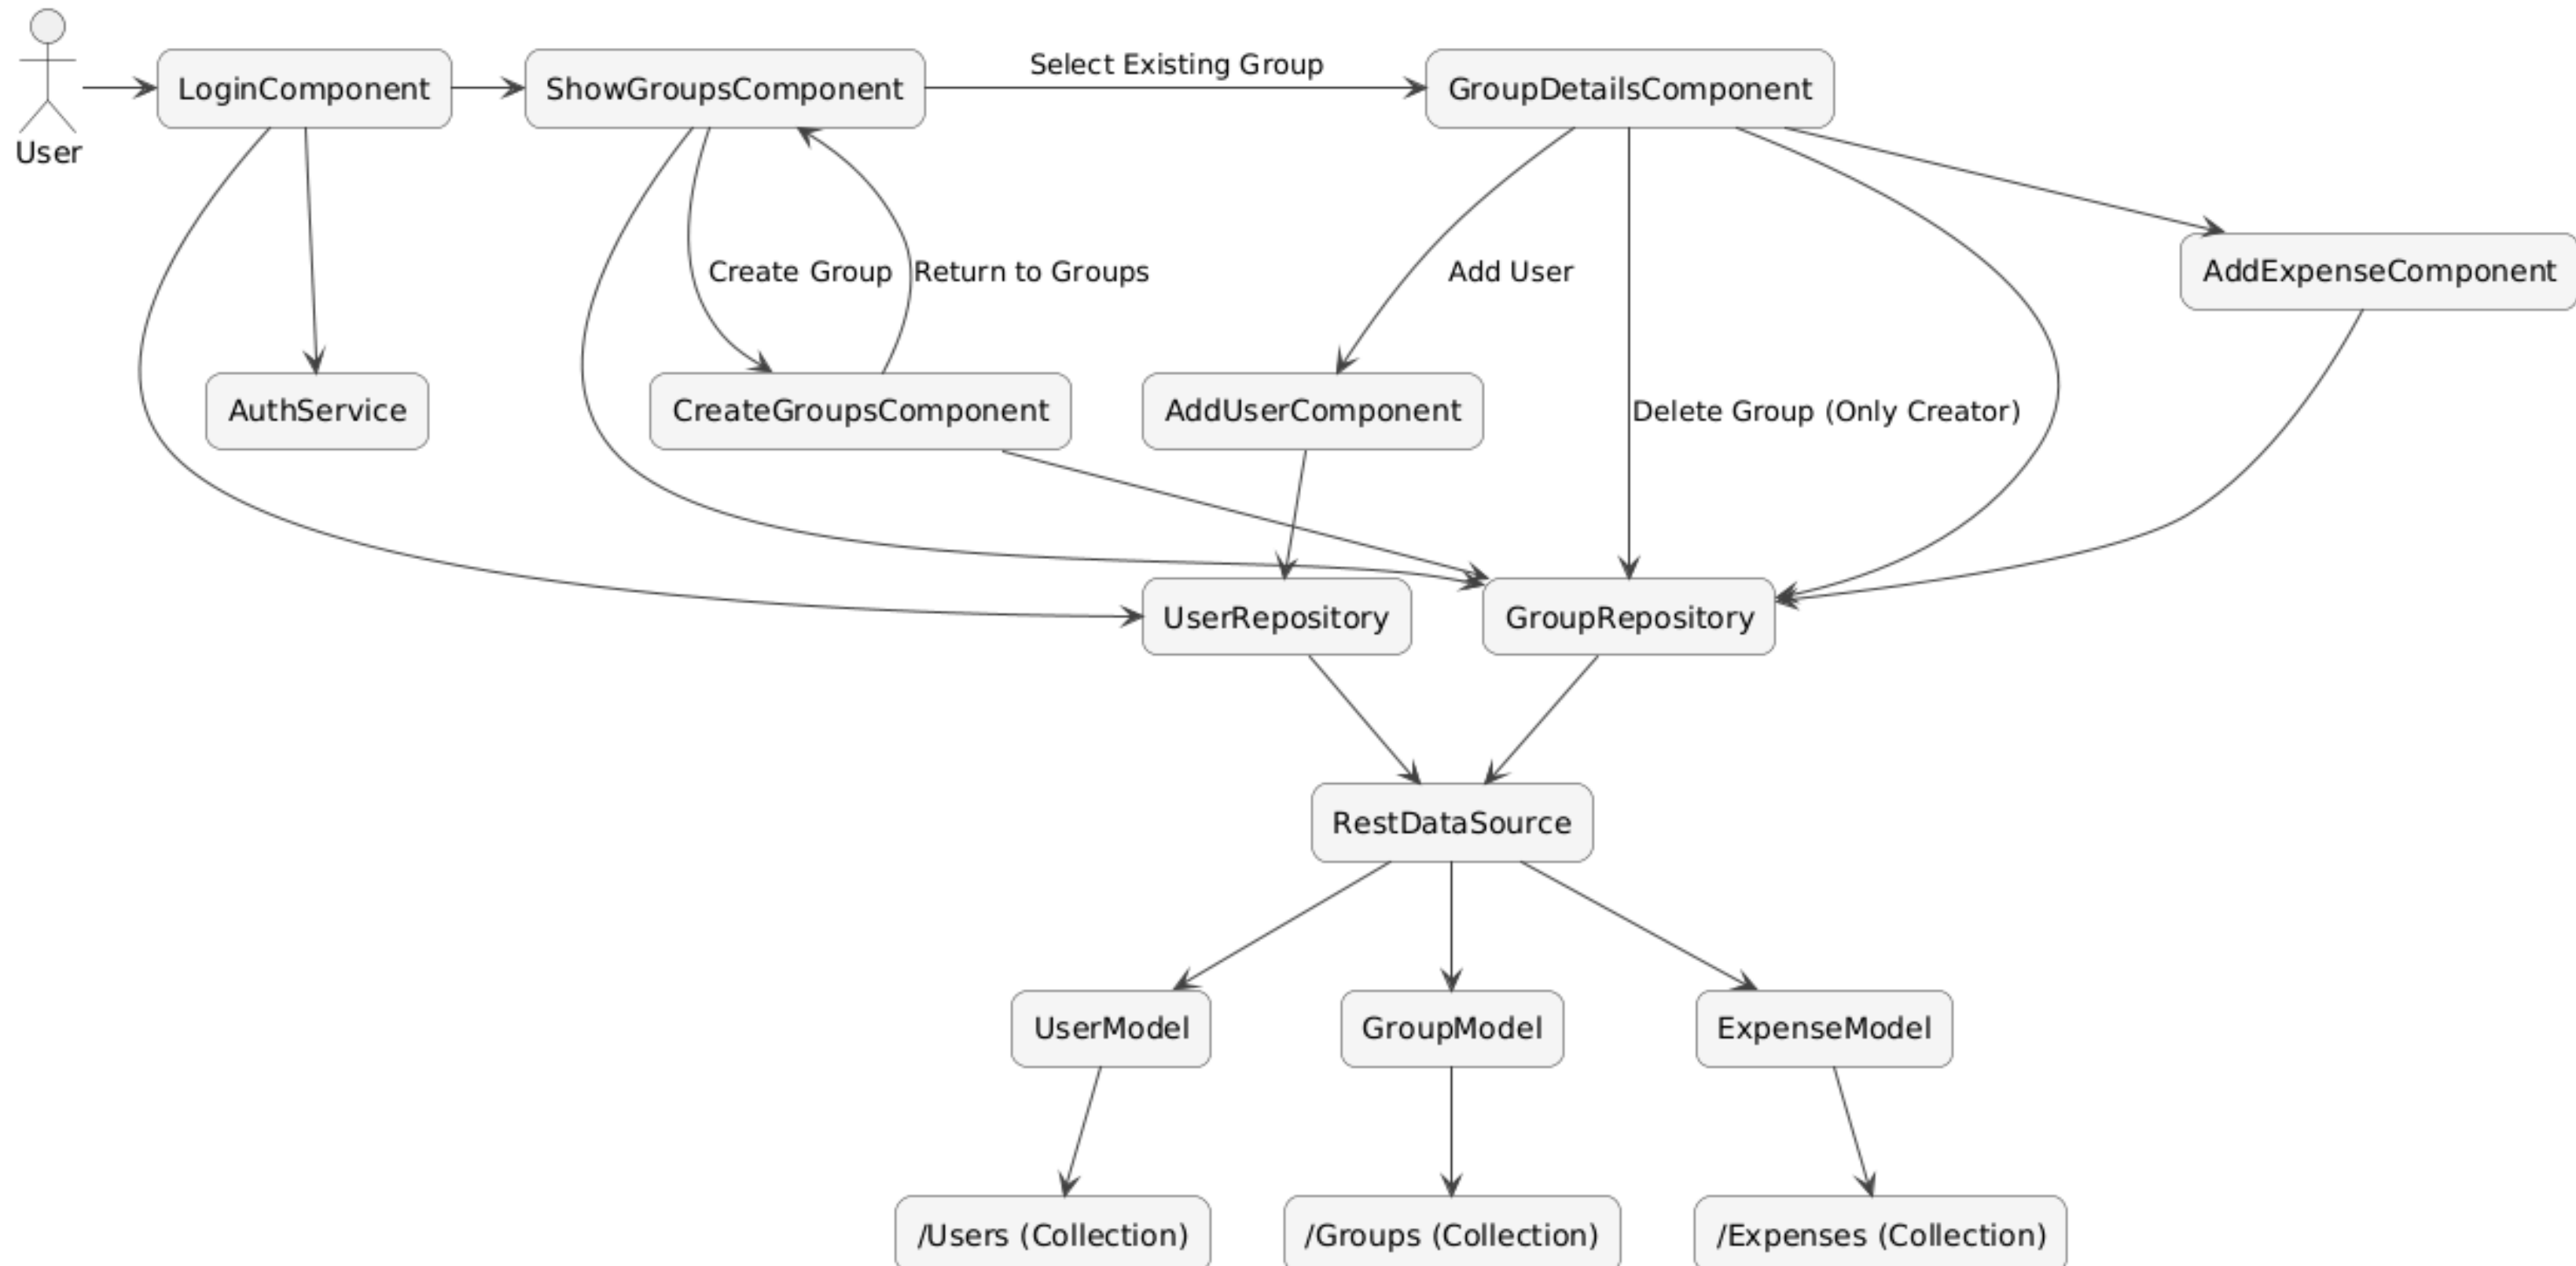 LoginComponent
ShowGroupsComponent
Select Existing Group
GroupDetailsComponent
User
Create Group
Return to Groups
Add User
AddExpenseComponent
AuthService
CreateGroupsComponent
AddUserComponent
Delete Group (Only Creator)
UserRepository
GroupRepository
RestDataSource
UserModel
GroupModel
ExpenseModel
/Users (Collection)
/Groups (Collection)
/Expenses (Collection)